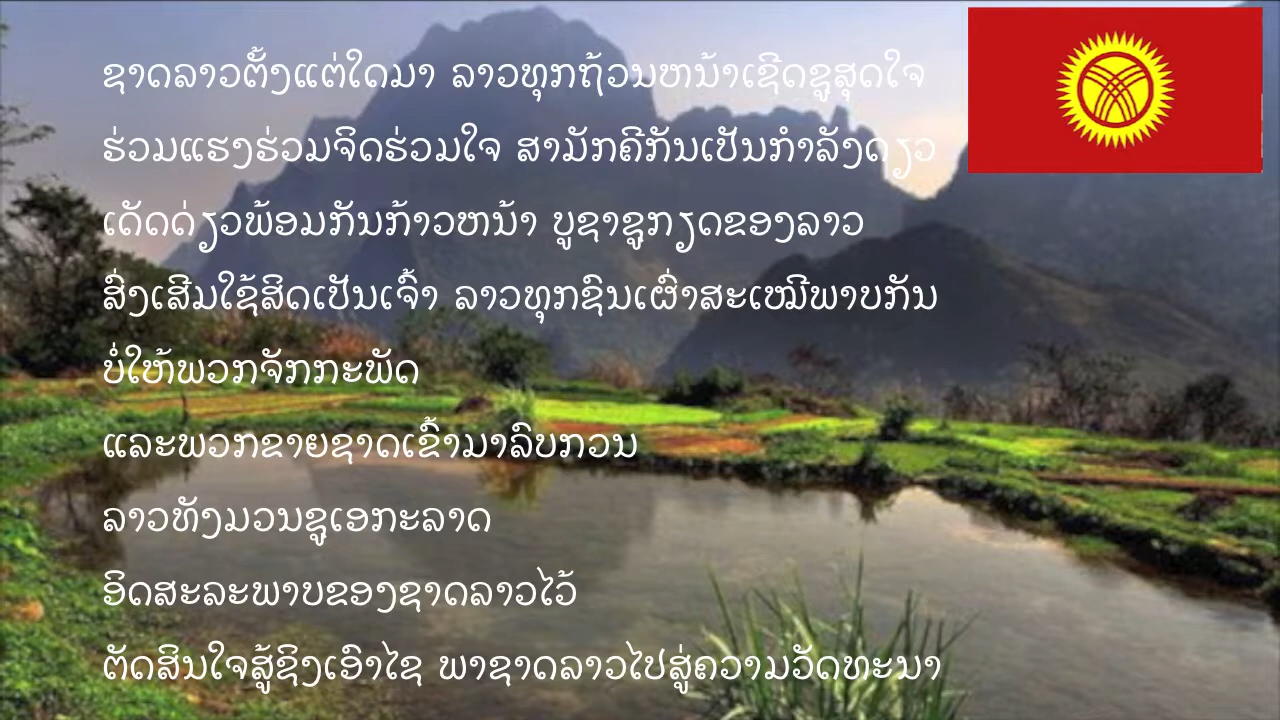 ຊາດລາວຕັ້ງແຕ່ໃດມາ ລາວທຸກຖ້ວນຫນ້າເຊີດຊູສຸດໃຈ
ຮ່ວມແຮງຮ່ວມຈິດຮ່ວມໃຈ ສາມັກຄີກັນເປັນກຳລັງດຽວ
ເດັດດ່ຽວພ້ອມກັນກ້າວຫນ້າ ບູຊາຊູກຽດຂອງລາວ
ສົ່ງເສີມໃຊ້ສິດເປັນເຈົ້າ ລາວທຸກຊົນເຜົ່າສະເໝີພາບກັນ
ບໍ່ໃຫ້ພວກຈັກກະພັດ
ແລະພວກຂາຍຊາດເຂົ້າມາລົບກວນ
ລາວທັງມວນຊູເອກະລາດ
ອິດສະລະພາບຂອງຊາດລາວໄວ້
ຕັດສິນໃຈສູ້ຊິງເອົາໄຊ ພາຊາດລາວໄປສູ່ຄວາມວັດທະນາ